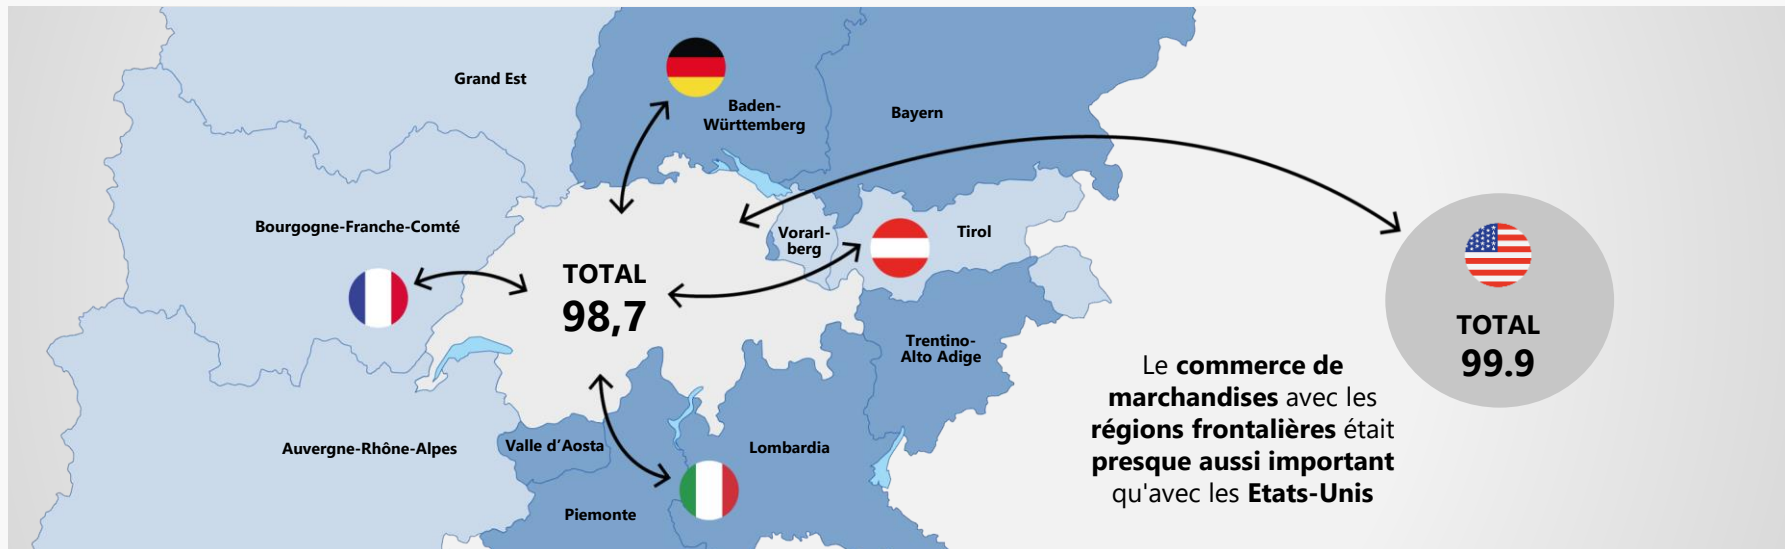 Grand Est
Baden-
Württemberg
Bayern
Bourgogne-Franche-Comté
Vorarl-
berg
Tirol
TOTAL
98,7
TOTAL
99.9
Trentino-
Alto Adige
Le commerce de
marchandises avec les
régions frontalières était
presque aussi important
qu'avec les Etats-Unis
Auvergne-Rhône-Alpes
Valle d’Aosta
Lombardia
Piemonte